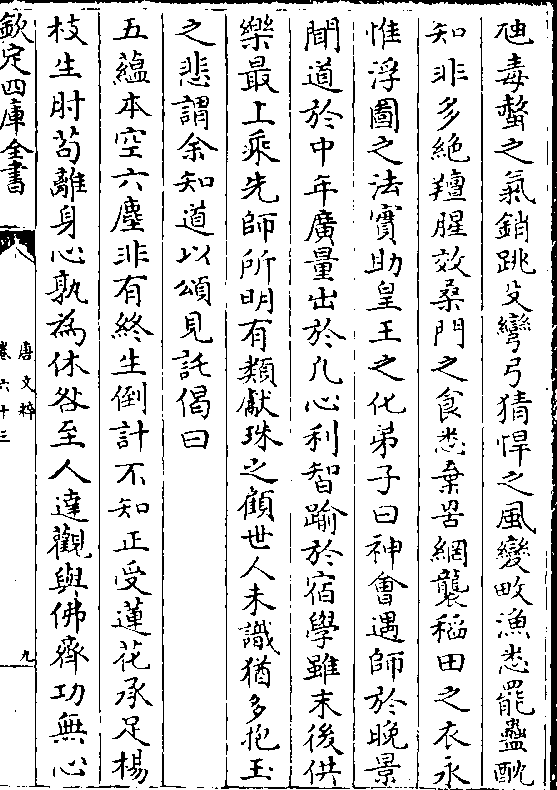 虺毒螫之氣銷跳殳彎弓猜悍之風變畋漁悉罷蠱酖
知非多絶羶腥效桑門之食悉棄罟網襲稻田之衣永
惟浮圖之法實助皇王之化弟子曰神會遇師於晚景
聞道於中年廣量出於凡心利智踰於宿學雖末後供
樂最上乘先師所明有類獻珠之顧世人未識猶多抱玉
之悲謂余知道以頌見託偈曰
五蘊本空六塵非有終生倒計不知正受蓮花承足楊
枝生肘苟離身心孰為休咎至人達觀與佛齊功無心
欽定四庫全書
唐文粹
卷六十三
九